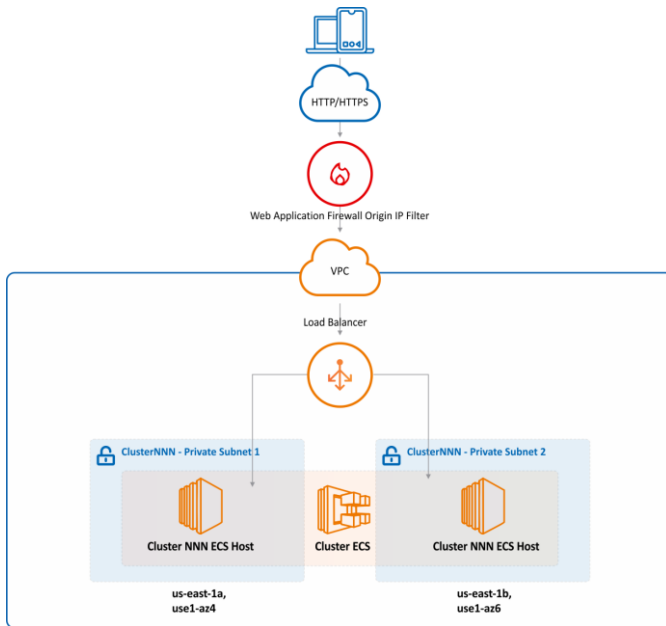 HTTP/HTTPS
Web Application Firewall Origin IP Filter
VPC
Load Balancer
ClusterNNN - Private Subnet 1
ClusterNNN - Private Subnet 2
Cluster NNN ECS Host
Cluster ECS
Cluster NNN ECS Host
us-east-1a,
use1-az4
us-east-1b,
use1-az6